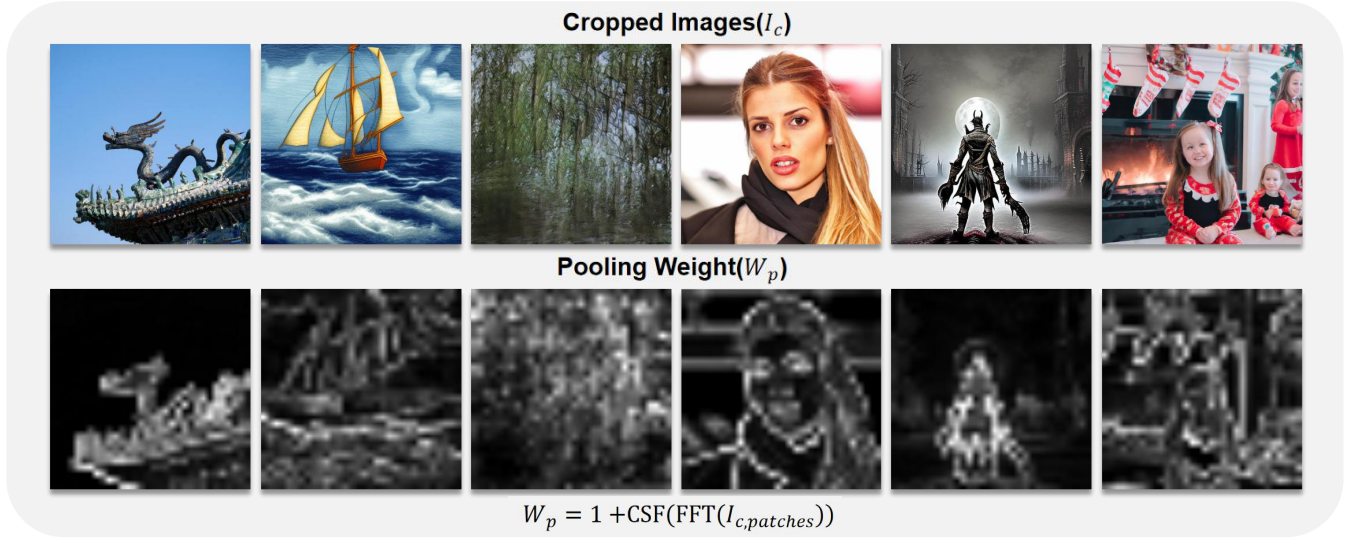 Cropped Images(I_c)
Pooling Weight(W_p)
W_p = 1 +CSF(FFT(I_{c,patches}))